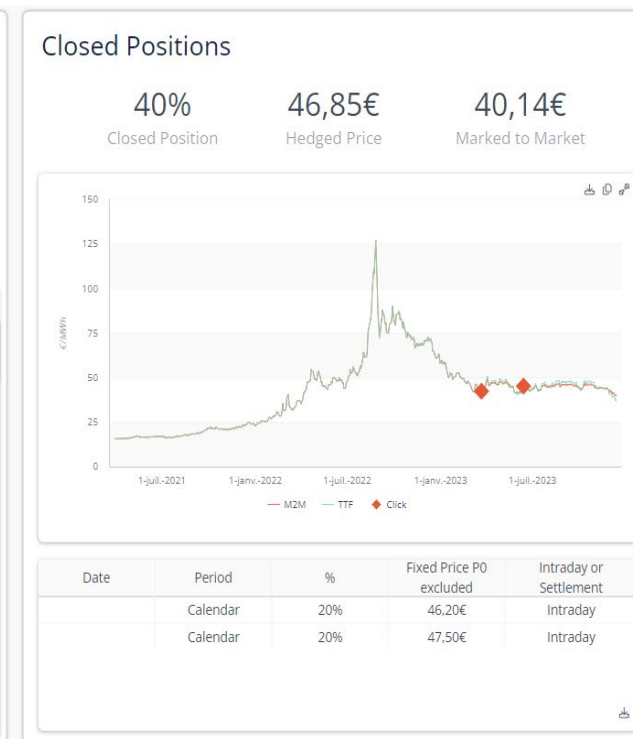 Closed Positions
40% 46,85€ 40,14€
Closed Position Hedged Price Marked to Market
150
125
100
75
50
25
0
€/MWh
1-juil.-2021 1-janv.-2022 1-juil.-2022 1-janv.-2023 1-juil.-2023
M2M TTF Click
Date Period % Fixed Price P0 excluded Intraday or Settlement
Calendar 20% 46,20€ Intraday
Calendar 20% 47,50€ Intraday